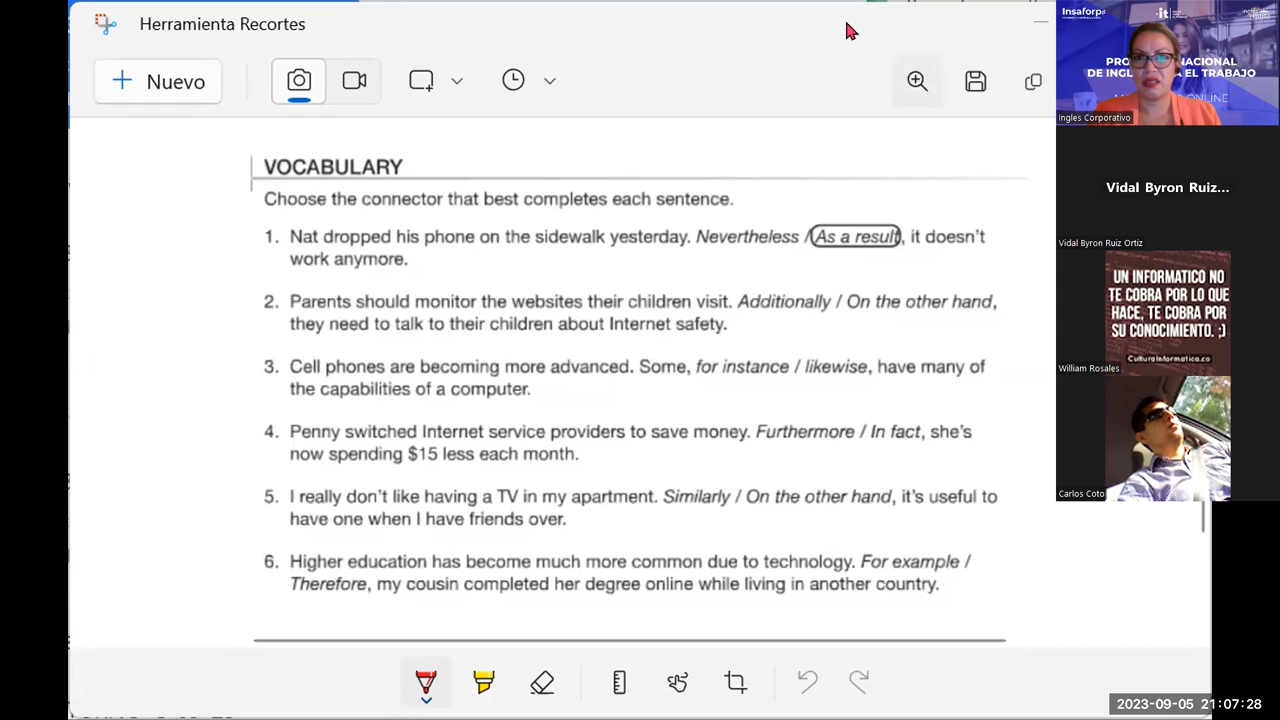 Herramienta Recortes
Nuevo
VOCABULARY
Choose the connector that best completes each sentence.
1. Nat dropped his phone on the sidewalk yesterday. Nevertheless / As a result, it doesn't
work anymore.
2. Parents should monitor the websites their children visit. Additionally / On the other hand,
they need to talk to their children about Internet safety.
3. Cell phones are becoming more advanced. Some, for instance / likewise, have many of
the capabilities of a computer.
4. Penny switched Internet service providers to save money. Furthermore / In fact, she's
now spending $15 less each month.
5. I really don't like having a TV in my apartment. Similarly / On the other hand, it's useful to
have one when I have friends over.
6. Higher education has become much more common due to technology. For example /
Therefore, my cousin completed her degree online while living in another country.
Insaforp
it
Ingles Corporativo
Vidal Byron Ruiz...
Vidal Byron Ruiz Ortiz
UN INFORMATICO NO
TE COBRA POR LO QUE
HACE, TE COBRA POR
SU CONOCIMIENTO. ;)
CulturaInformatica.co
William Rosales
Carlos Coto
2023-09-05 21:07:28